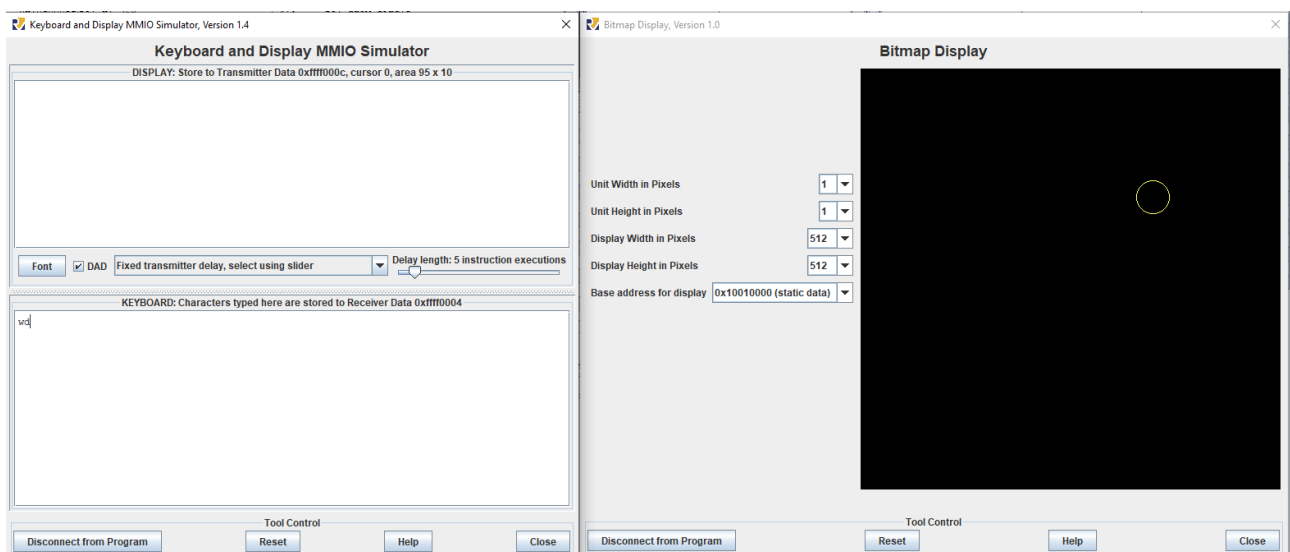 Keyboard and Display MMIO Simulator, Version 1.4
Keyboard and Display MMIO Simulator
DISPLAY: Store to Transmitter Data 0xffff000c, cursor 0, area 95 x 10
Font
DAD
Fixed transmitter delay, select using slider
Delay length: 5 instruction executions
KEYBOARD: Characters typed here are stored to Receiver Data 0xffff0004
wd
Tool Control
Disconnect from Program
Reset
Help
Close
Bitmap Display, Version 1.0
Bitmap Display
Unit Width in Pixels 1
Unit Height in Pixels 1
Display Width in Pixels 512
Display Height in Pixels 512
Base address for display 0x10010000 (static data)
Tool Control
Disconnect from Program
Reset
Help
Close